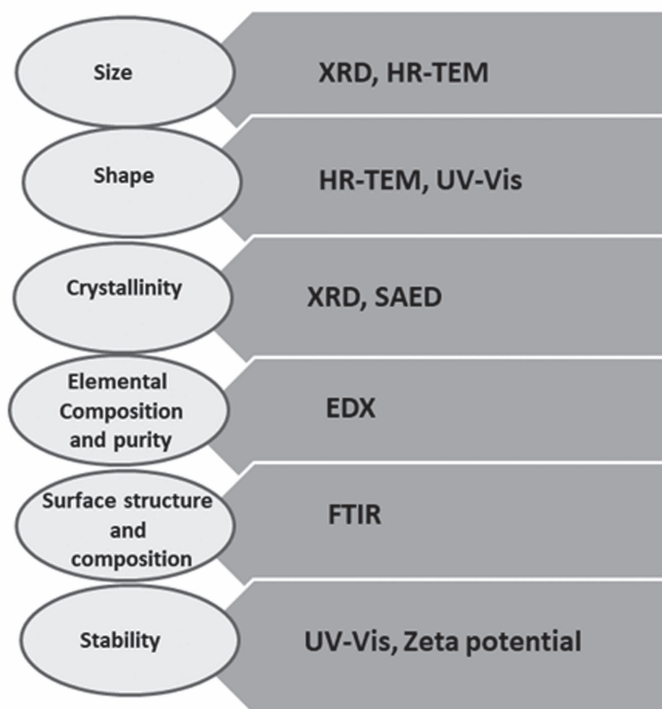 Size
XRD, HR-TEM
Shape
HR-TEM, UV-Vis
Crystallinity
XRD, SAED
Elemental
Composition
and purity
EDX
Surface structure
and
composition
FTIR
Stability
UV-Vis, Zeta potential